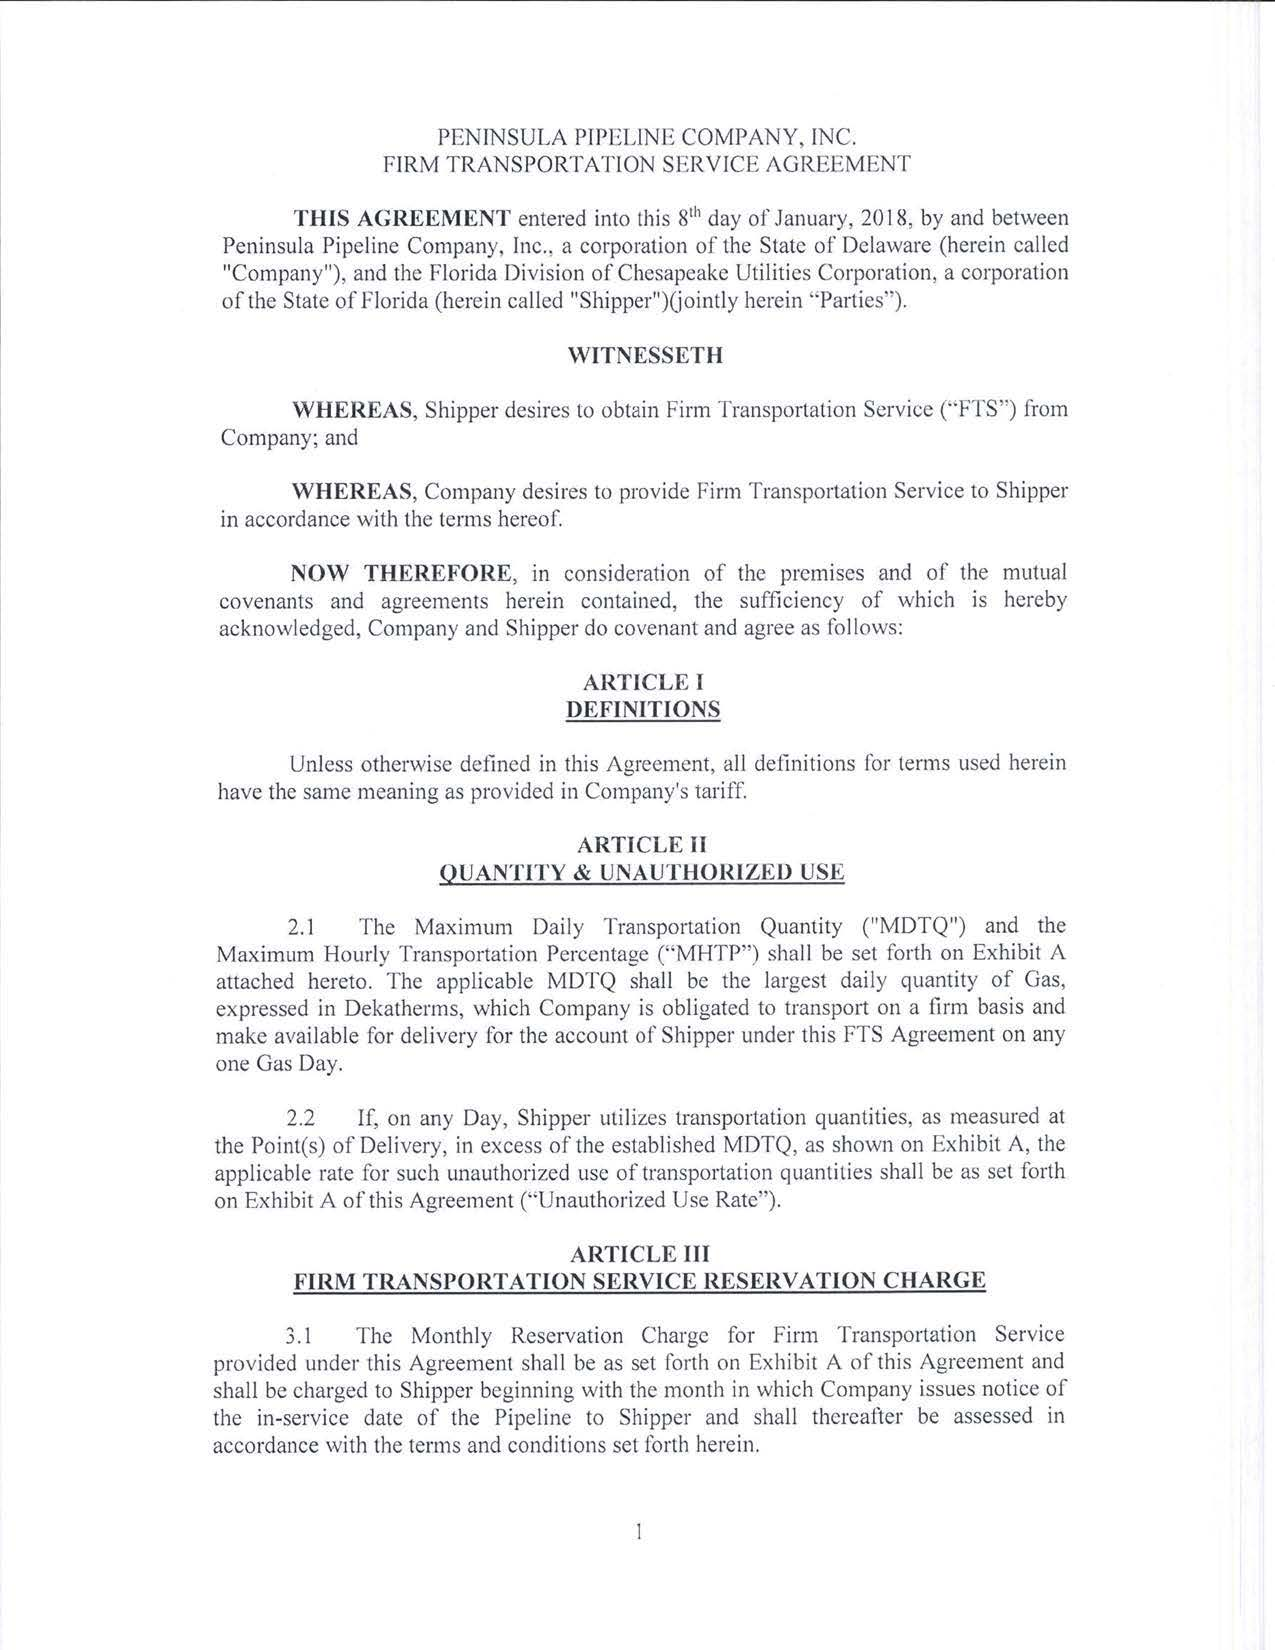 PENINSULA PIPELINE COMPANY, INC.
FIRM TRANSPORTATION SERVICE AGREEMENT
THIS AGREEMENT entered into this 8th day of January, 2018, by and between
Peninsula Pipeline Company, Inc., a corporation of the State of Delaware (herein called
"Company"), and the Florida Division of Chesapeake Utilities Corporation, a corporation
of the State of Florida (herein called "Shipper")(jointly herein “Parties”).
WITNESSETH
WHEREAS, Shipper desires to obtain Firm Transportation Service (“FTS”) from
Company; and
WHEREAS, Company desires to provide Firm Transportation Service to Shipper
in accordance with the terms hereof.
NOW THEREFORE, in consideration of the premises and of the mutual
covenants and agreements herein contained, the sufficiency of which is hereby
acknowledged, Company and Shipper do covenant and agree as follows:
ARTICLE I
DEFINITIONS
Unless otherwise defined in this Agreement, all definitions for terms used herein
have the same meaning as provided in Company's tariff.
ARTICLE II
QUANTITY & UNAUTHORIZED USE
2.1 The Maximum Daily Transportation Quantity ("MDTQ") and the
Maximum Hourly Transportation Percentage (“MHTP”) shall be set forth on Exhibit A
attached hereto. The applicable MDTQ shall be the largest daily quantity of Gas,
expressed in Dekatherms, which Company is obligated to transport on a firm basis and
make available for delivery for the account of Shipper under this FTS Agreement on any
one Gas Day.
2.2 If, on any Day, Shipper utilizes transportation quantities, as measured at
the Point(s) of Delivery, in excess of the established MDTQ, as shown on Exhibit A, the
applicable rate for such unauthorized use of transportation quantities shall be as set forth
on Exhibit A of this Agreement (“Unauthorized Use Rate”).
ARTICLE III
FIRM TRANSPORTATION SERVICE RESERVATION CHARGE
3.1 The Monthly Reservation Charge for Firm Transportation Service
provided under this Agreement shall be as set forth on Exhibit A of this Agreement and
shall be charged to Shipper beginning with the month in which Company issues notice of
the in-service date of the Pipeline to Shipper and shall thereafter be assessed in
accordance with the terms and conditions set forth herein.
1